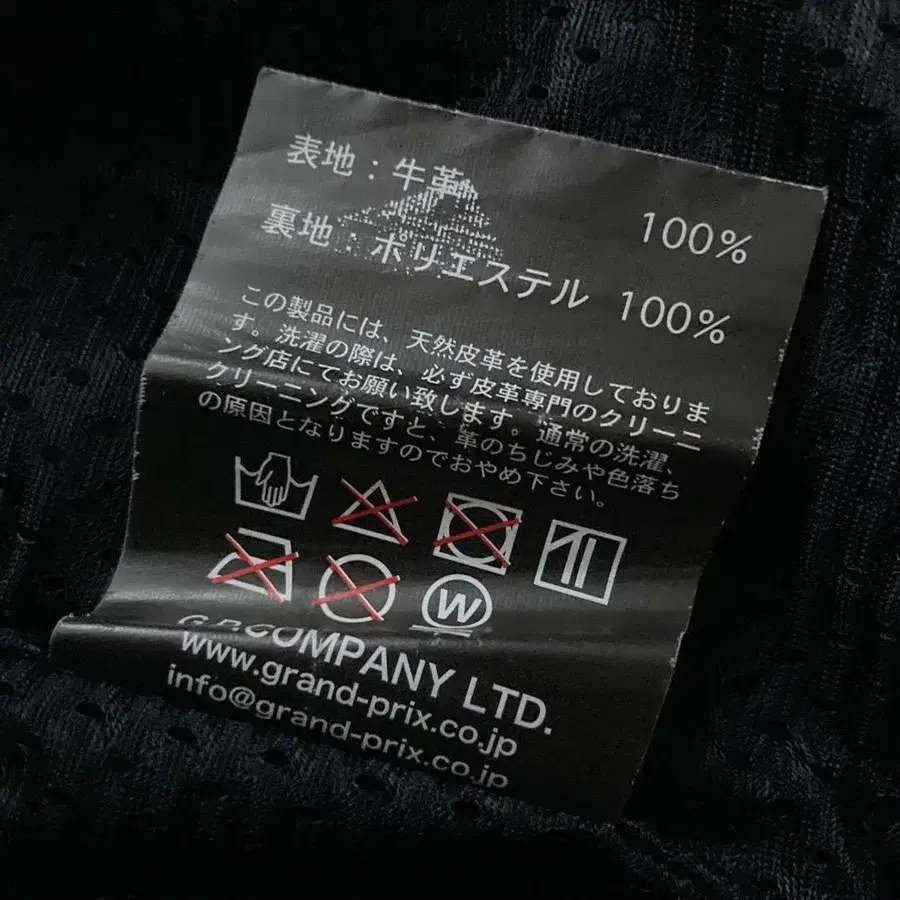 表地：牛革 100%
裏地：ポリエステル 100%
この製品には、天然皮革を使用しておりま
す。洗濯の際は、必ず皮革専門のクリーニ
ング店にてお願い致します。通常の洗濯、
クリーニングですと、革のちじみや色落ち
の原因となりますのでおやめ下さい。
W
COMPANY LTD.
www.grand-prix.co.jp
info@grand-prix.co.jp